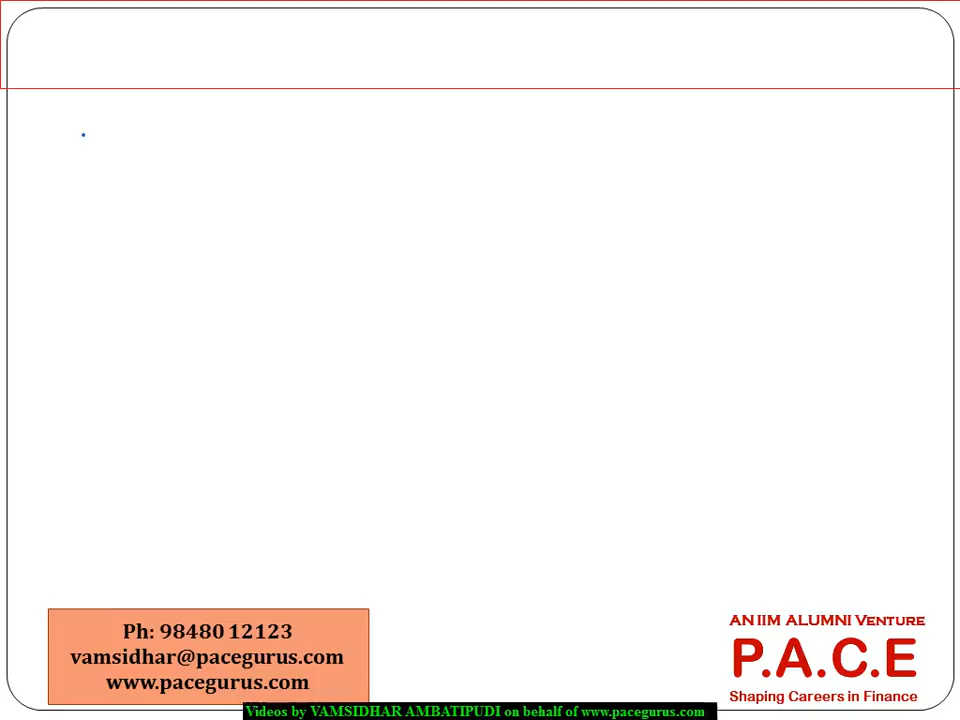 Ph: 98480 12123
vamsidhar@pacegurus.com
www.pacegurus.com
AN IIM ALUMNI VENTURE
P.A.C.E
Shaping Careers in Finance
Videos by VAMSIDHAR AMBATIPUDI on behalf of www.pacegurus.com